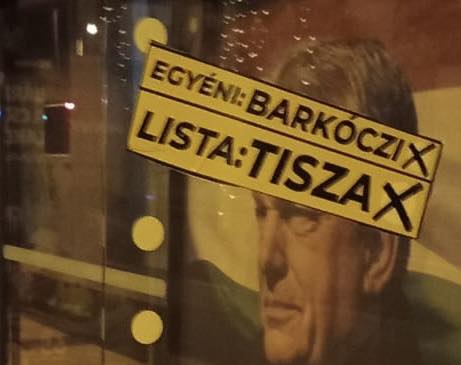 EGYÉNI: BARKÓCZI X
LISTA: TISZA X